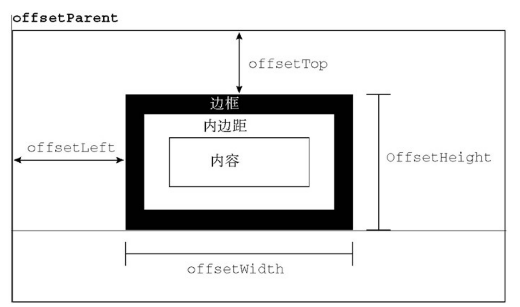 offsetParent
offsetTop
边框
内边距
offsetLeft
内容
OffsetHeight
offsetWidth